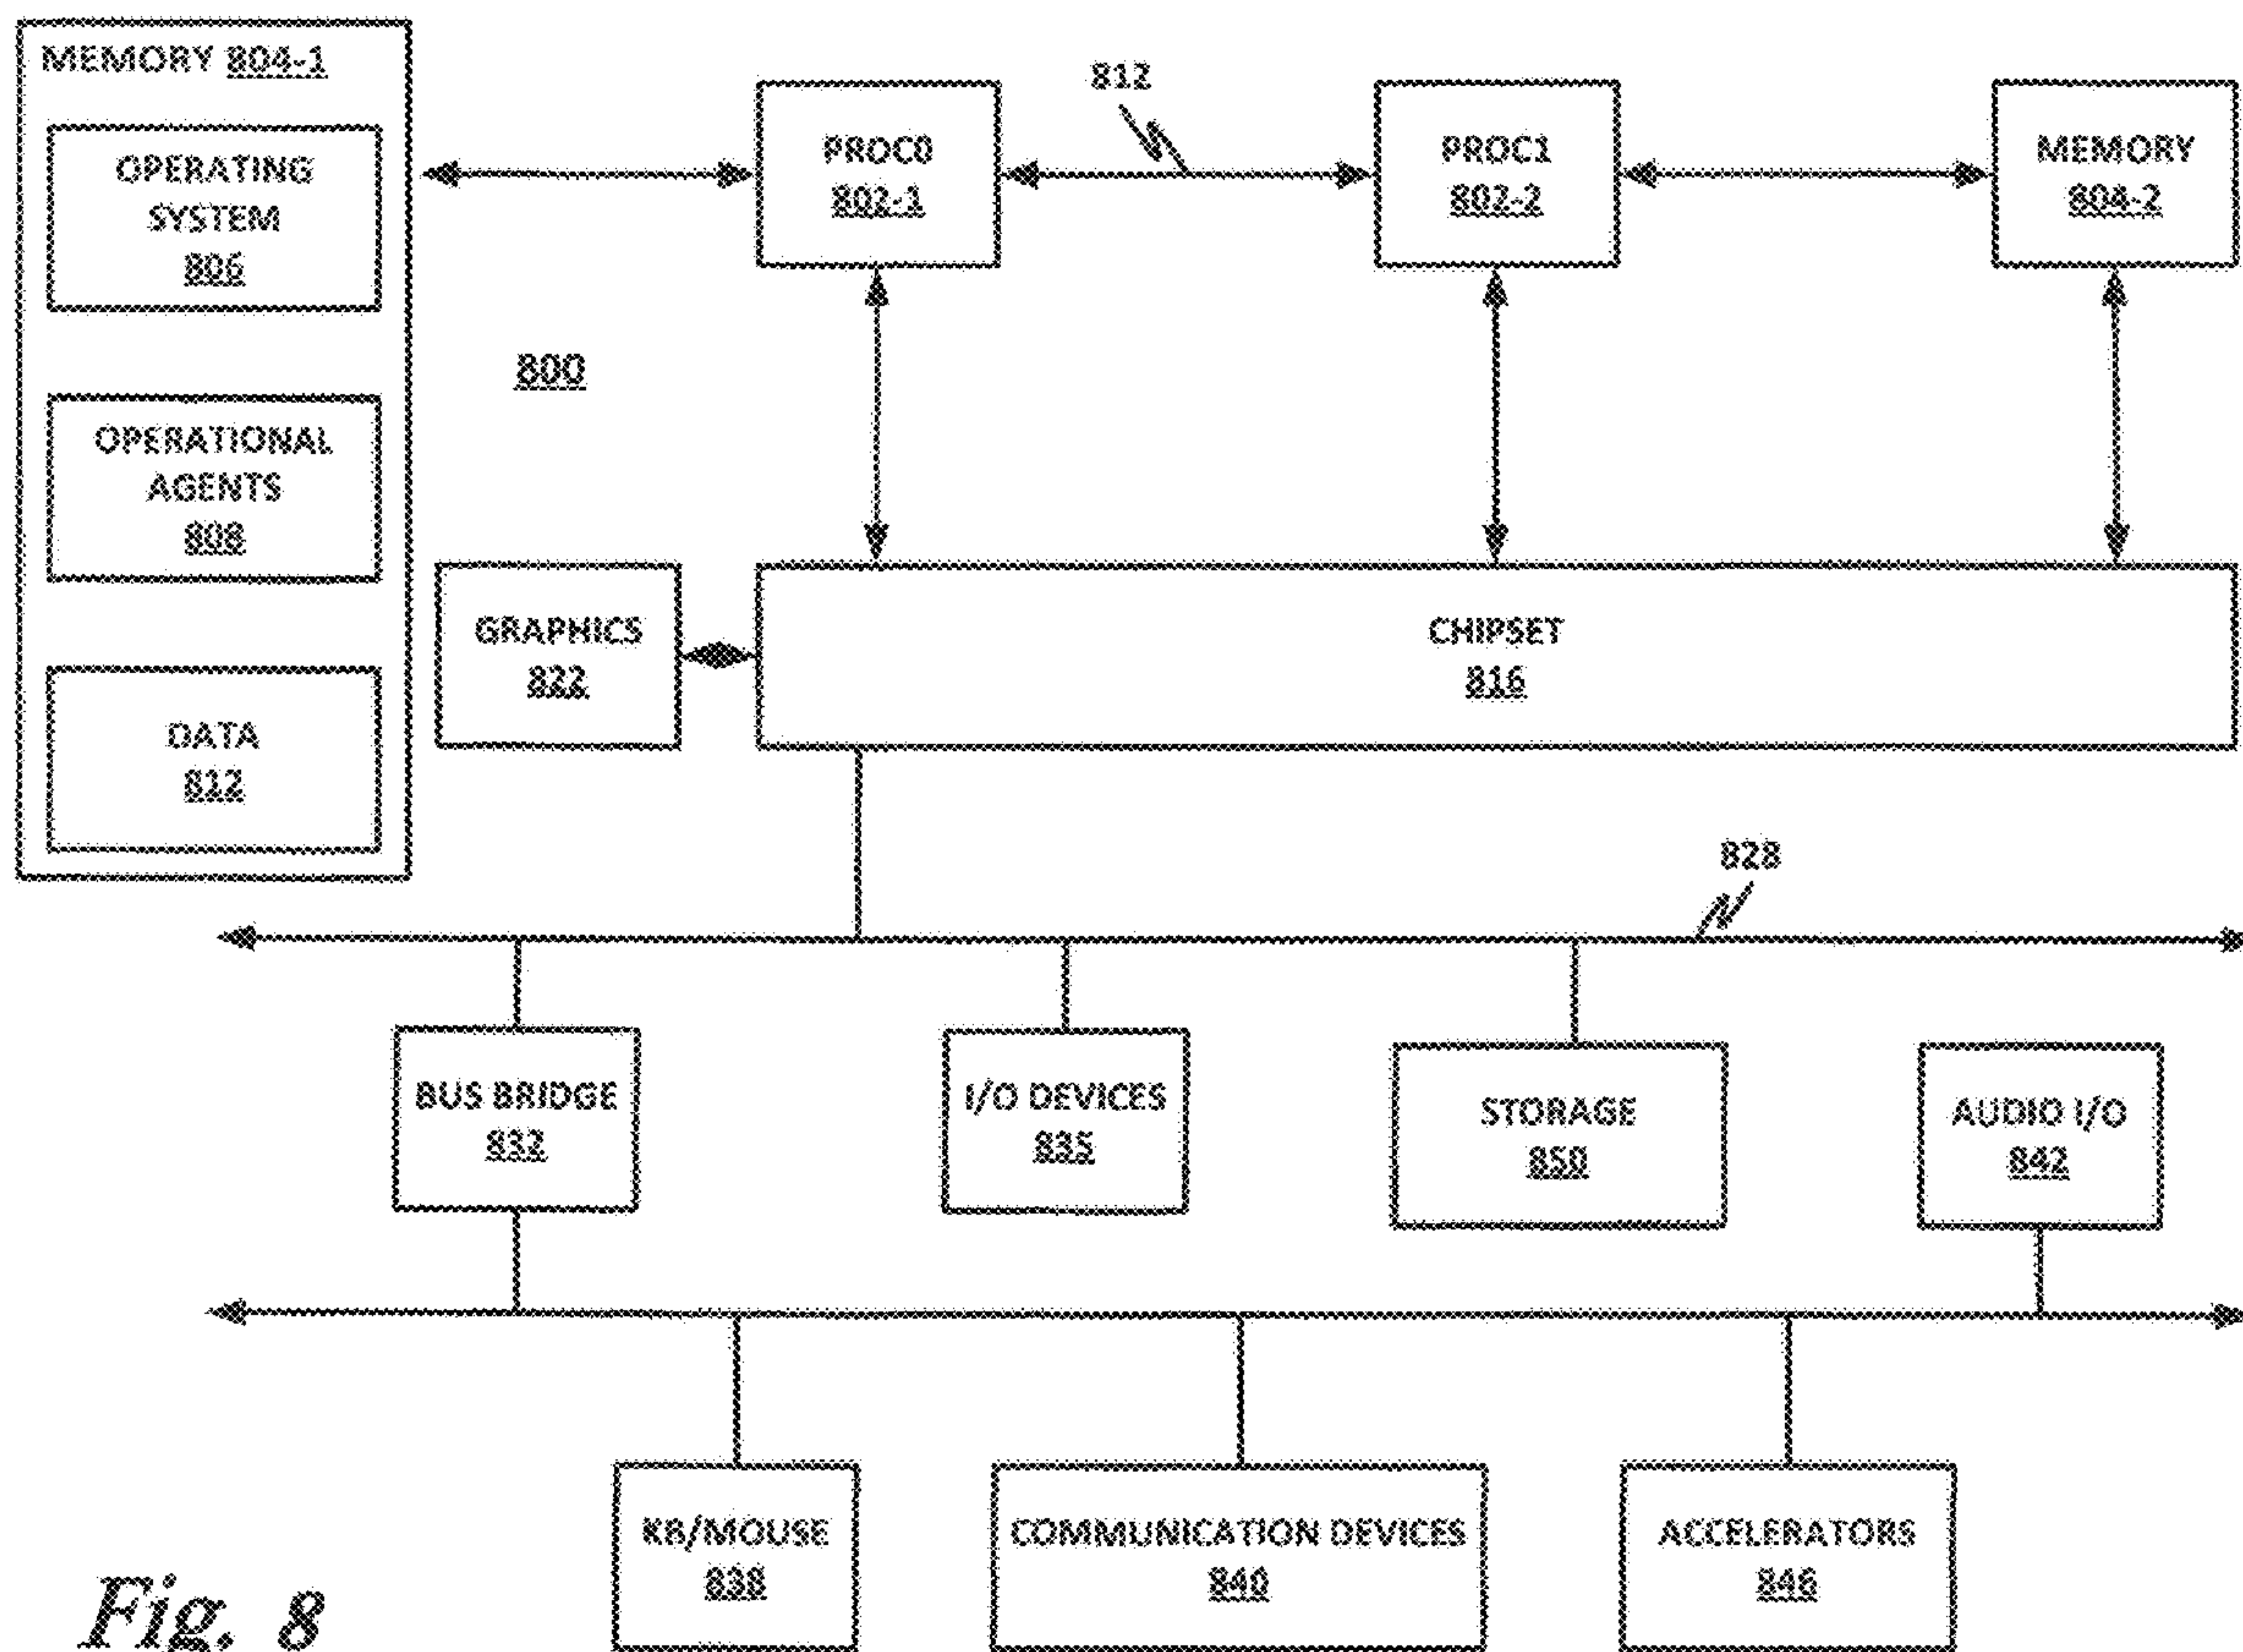 MEMORY 804-1
OPERATING
SYSTEM
806
OPERATIONAL
AGENTS
808
DATA
812
800
812
PROC0
802-1
PROC1
802-2
MEMORY
804-2
GRAPHICS
822
CHIPSET
816
828
BUS BRIDGE
832
I/O DEVICES
835
STORAGE
850
AUDIO I/O
842
KB/MOUSE
838
COMMUNICATION DEVICES
840
ACCELERATORS
846
Fig. 8